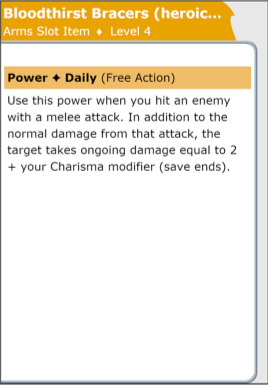 Bloodthirst Bracers (heroic...
Arms Slot Item ♦ Level 4
Power ✦ Daily (Free Action)
Use this power when you hit an enemy
with a melee attack. In addition to the
normal damage from that attack, the
target takes ongoing damage equal to 2
+ your Charisma modifier (save ends).